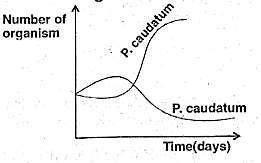 Number of
organism
P. caudatum
P. caudatum
Time(days)